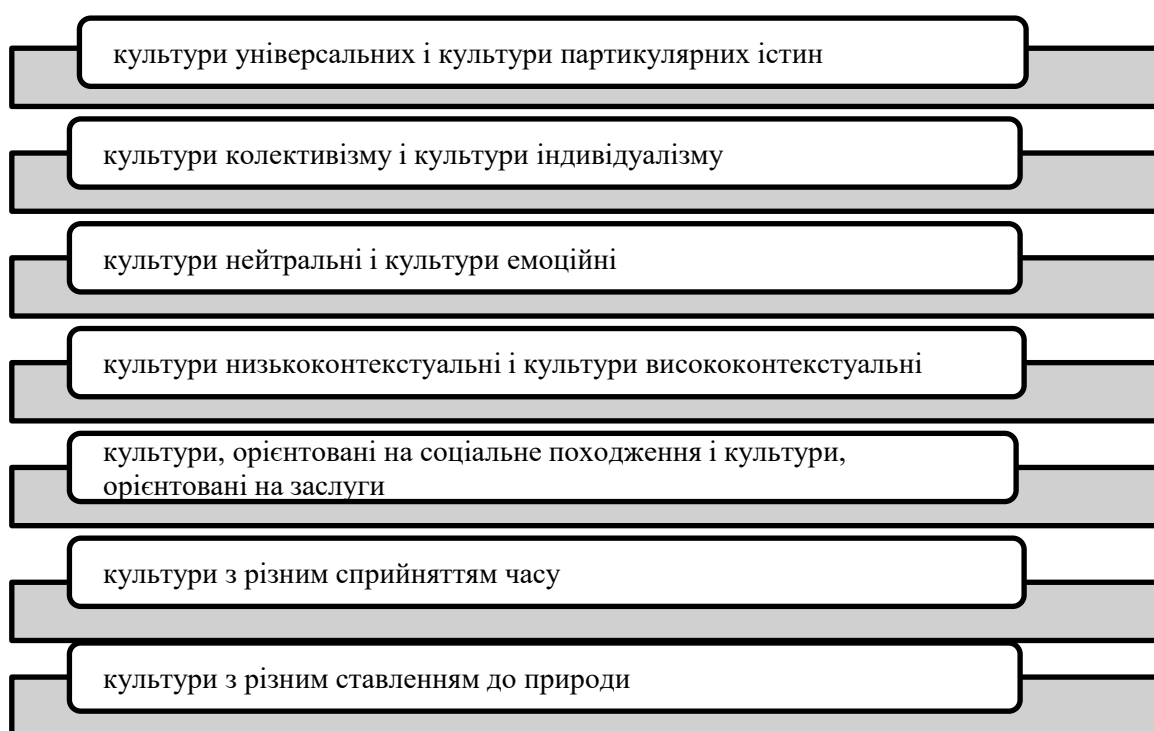 культури універсальних і культури партикулярних істин
культури колективізму і культури індивідуалізму
культури нейтральні і культури емоційні
культури низькоконтекстуальні і культури висококонтекстуальні
культури, орієнтовані на соціальне походження і культури,
орієнтовані на заслуги
культури з різним сприйняттям часу
культури з різним ставленням до природи